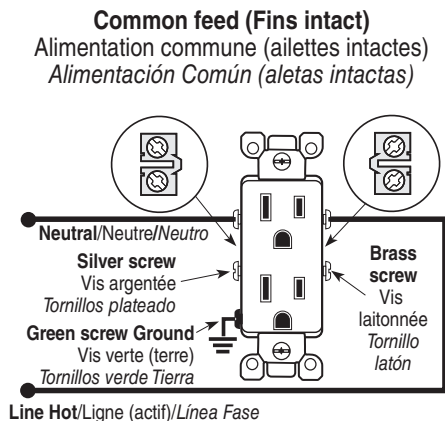 Common feed (Fins intact)
Alimentation commune (ailettes intactes)
Alimentación Común (aletas intactas)
Neutral/Neutre/Neutro
Silver screw
Vis argentée
Tornillos plateado
Green screw Ground
Vis verte (terre)
Tornillos verde Tierra
Brass
screw
Vis
laitonnée
Tornillo
latón
Line Hot/Ligne (actif)/Línea Fase